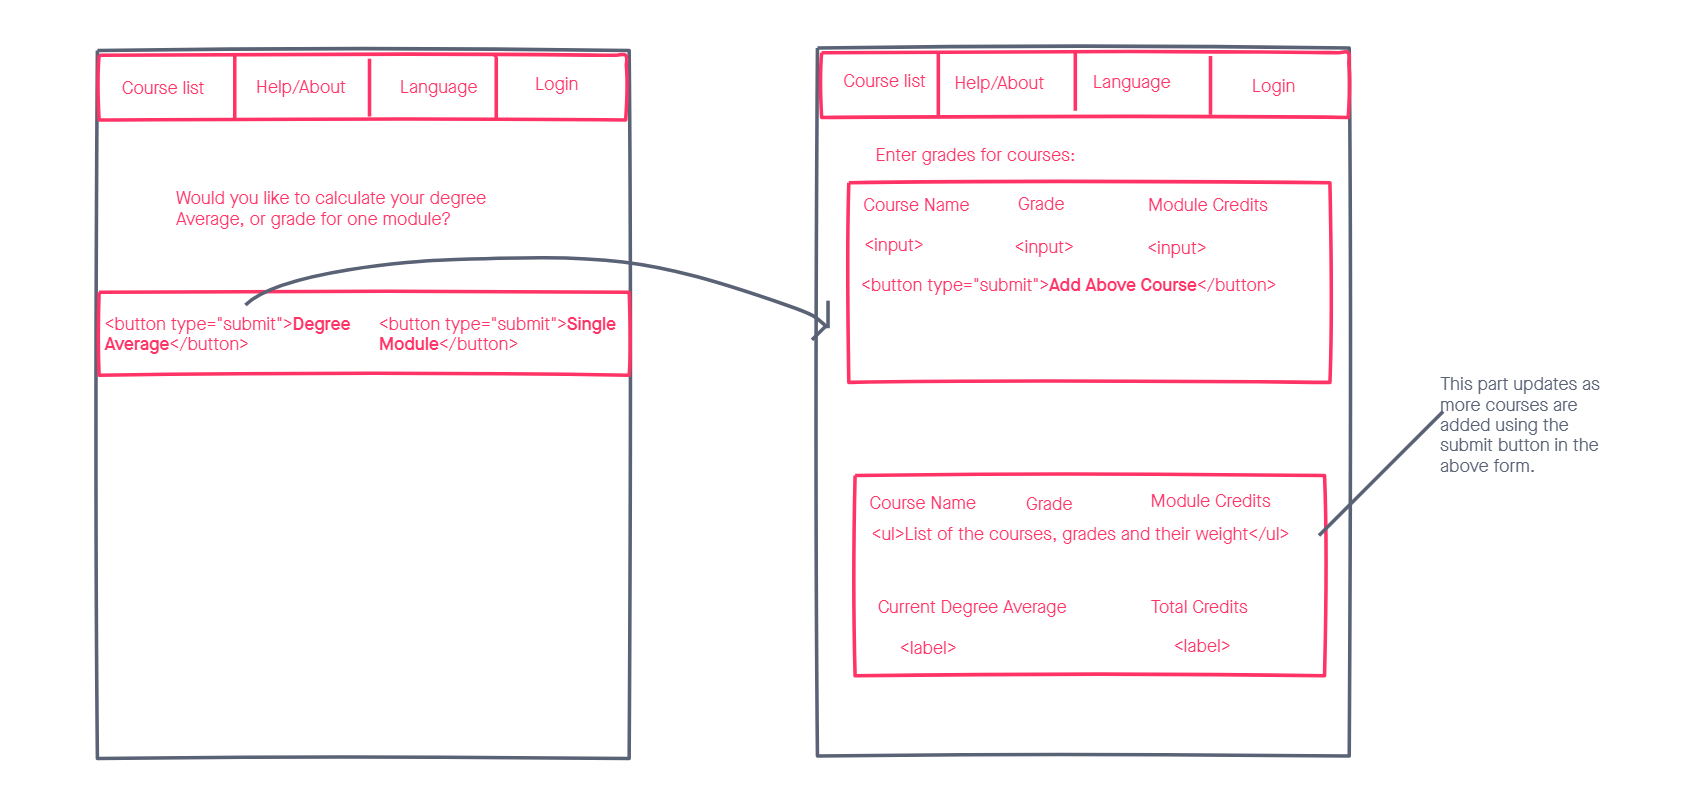 Course list
Help/About
Language
Login
Would you like to calculate your degree
Average, or grade for one module?
<button type="submit">Degree
Average</button>
<button type="submit">Single
Module</button>
Course list
Help/About
Language
Login
Enter grades for courses:
Course Name
Grade
Module Credits
<input>
<input>
<input>
<button type="submit">Add Above Course</button>
This part updates as
more courses are
added using the
submit button in the
above form.
Course Name
Grade
Module Credits
<ul>List of the courses, grades and their weight</ul>
Current Degree Average
Total Credits
<label>
<label>